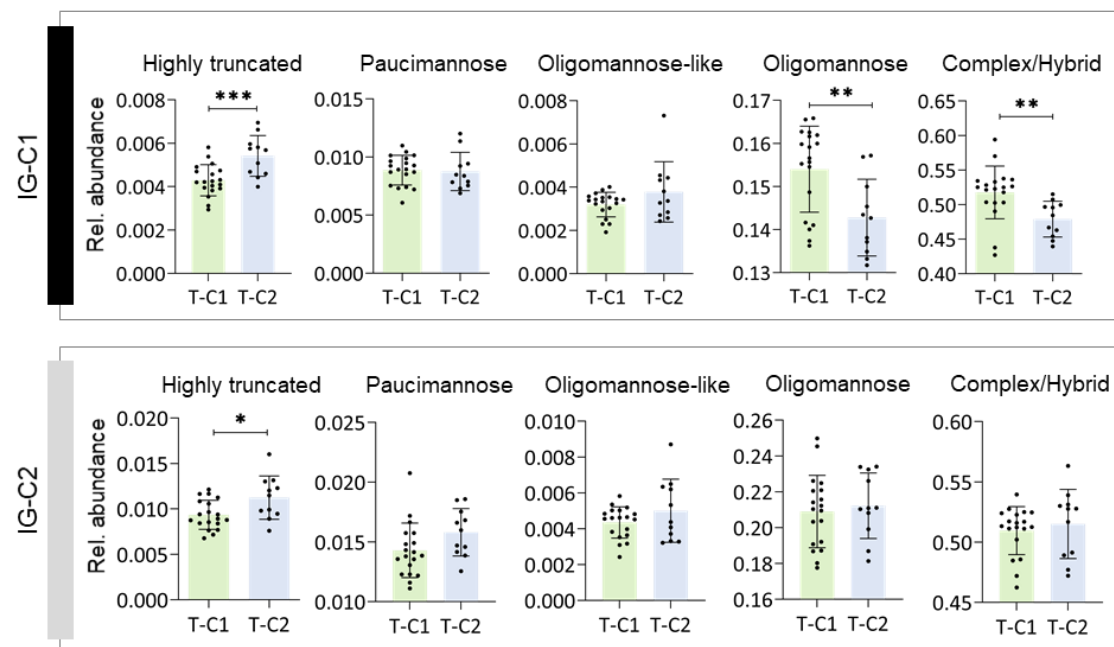 IG-C1
Rel. abundance
Highly truncated
***
0.008
0.006
0.004
0.002
0.000
T-C1 T-C2
Paucimannose
0.015
0.010
0.005
0.000
T-C1 T-C2
Oligomannose-like
0.008
0.006
0.004
0.002
0.000
T-C1 T-C2
Oligomannose
**
0.17
0.16
0.15
0.14
0.13
T-C1 T-C2
Complex/Hybrid
**
0.65
0.60
0.55
0.50
0.45
0.40
T-C1 T-C2
IG-C2
Rel. abundance
Highly truncated
*
0.020
0.015
0.010
0.005
0.000
T-C1 T-C2
Paucimannose
0.025
0.020
0.015
0.010
T-C1 T-C2
Oligomannose-like
0.010
0.008
0.006
0.004
0.002
0.000
T-C1 T-C2
Oligomannose
0.26
0.24
0.22
0.20
0.18
0.16
T-C1 T-C2
Complex/Hybrid
0.60
0.55
0.50
0.45
T-C1 T-C2